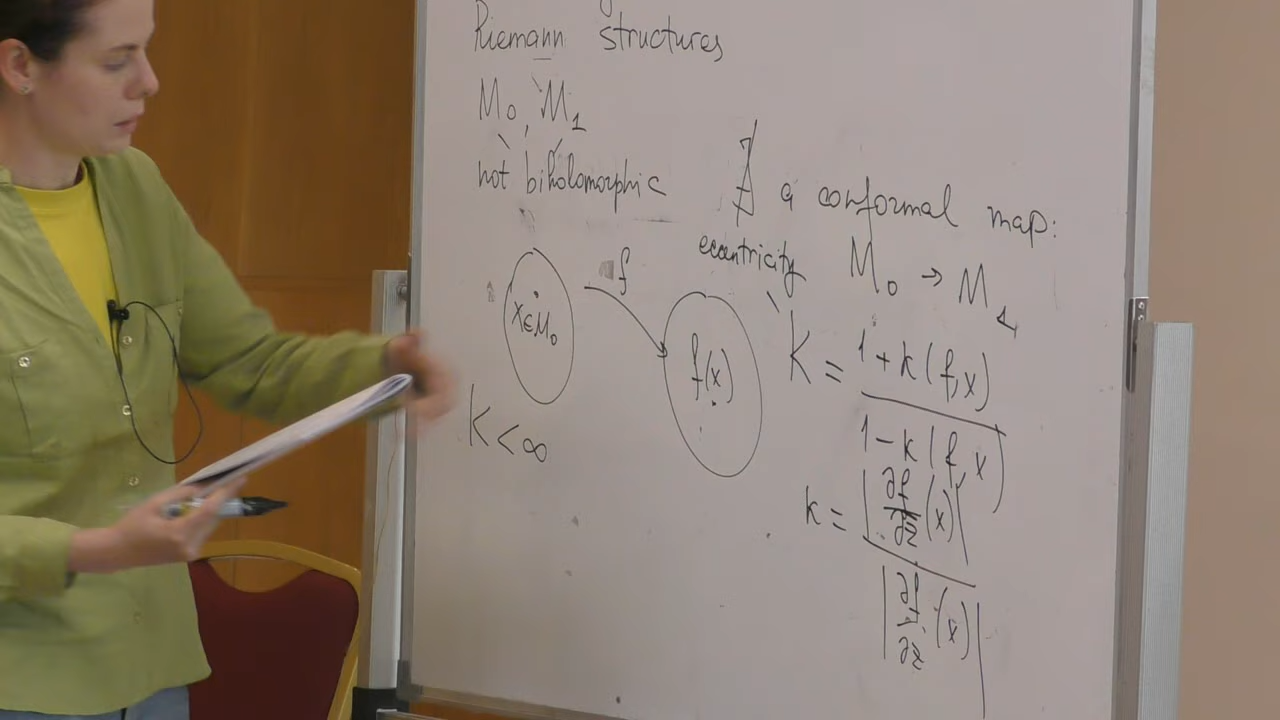 Riemann structures
M₀, M₁
not biholomorphic ∄ a conformal map:
M₀ → M₁
eccentricity
x∈M₀
f
f(x)
K = (1 + k(f,x)) / (1 - k(f,x))
K < ∞
k = |∂f/∂z̄ (x)| / |∂f/∂z (x)|